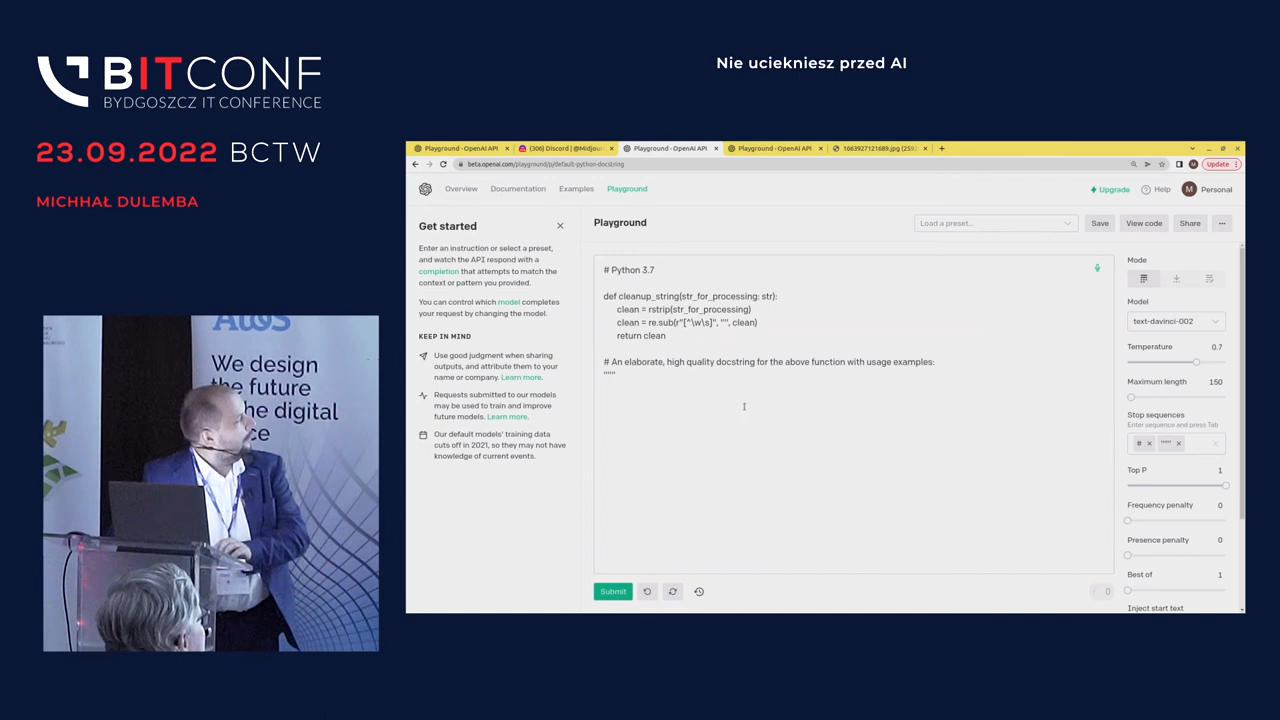 BITCONF
BYDGOSZCZ IT CONFERENCE
23.09.2022 BCTW
MICHHAŁ DULEMBA
Nie uciekniesz przed AI
Atos
We design
the future
the digital
Playground - OpenAI API
(306) Discord | @Midjou
Playground - OpenAI API
Playground - OpenAI API
beta.openai.com/playground/p/default-python-docstring
Update
Overview
Documentation
Examples
Playground
Upgrade
Help
M
Personal
Get started
Enter an instruction or select a preset,
and watch the API respond with a
completion that attempts to match the
context or pattern you provided.
You can control which model completes
your request by changing the model.
KEEP IN MIND
Use good judgment when sharing
outputs, and attribute them to your
name or company. Learn more.
Requests submitted to our models
may be used to train and improve
future models. Learn more.
Our default models' training data
cuts off in 2021, so they may not have
knowledge of current events.
Playground
Load a preset...
Save
View code
Share
# Python 3.7
def cleanup_string(str_for_processing: str):
clean = rstrip(str_for_processing)
clean = re.sub(r"[^\w\s]", "", clean)
return clean
# An elaborate, high quality docstring for the above function with usage examples:
"""
Submit
0
Mode
Model
text-davinci-002
Temperature 0.7
Maximum length 150
Stop sequences
Enter sequence and press Tab
# """
Top P 1
Frequency penalty 0
Presence penalty 0
Best of 1
Inject start text